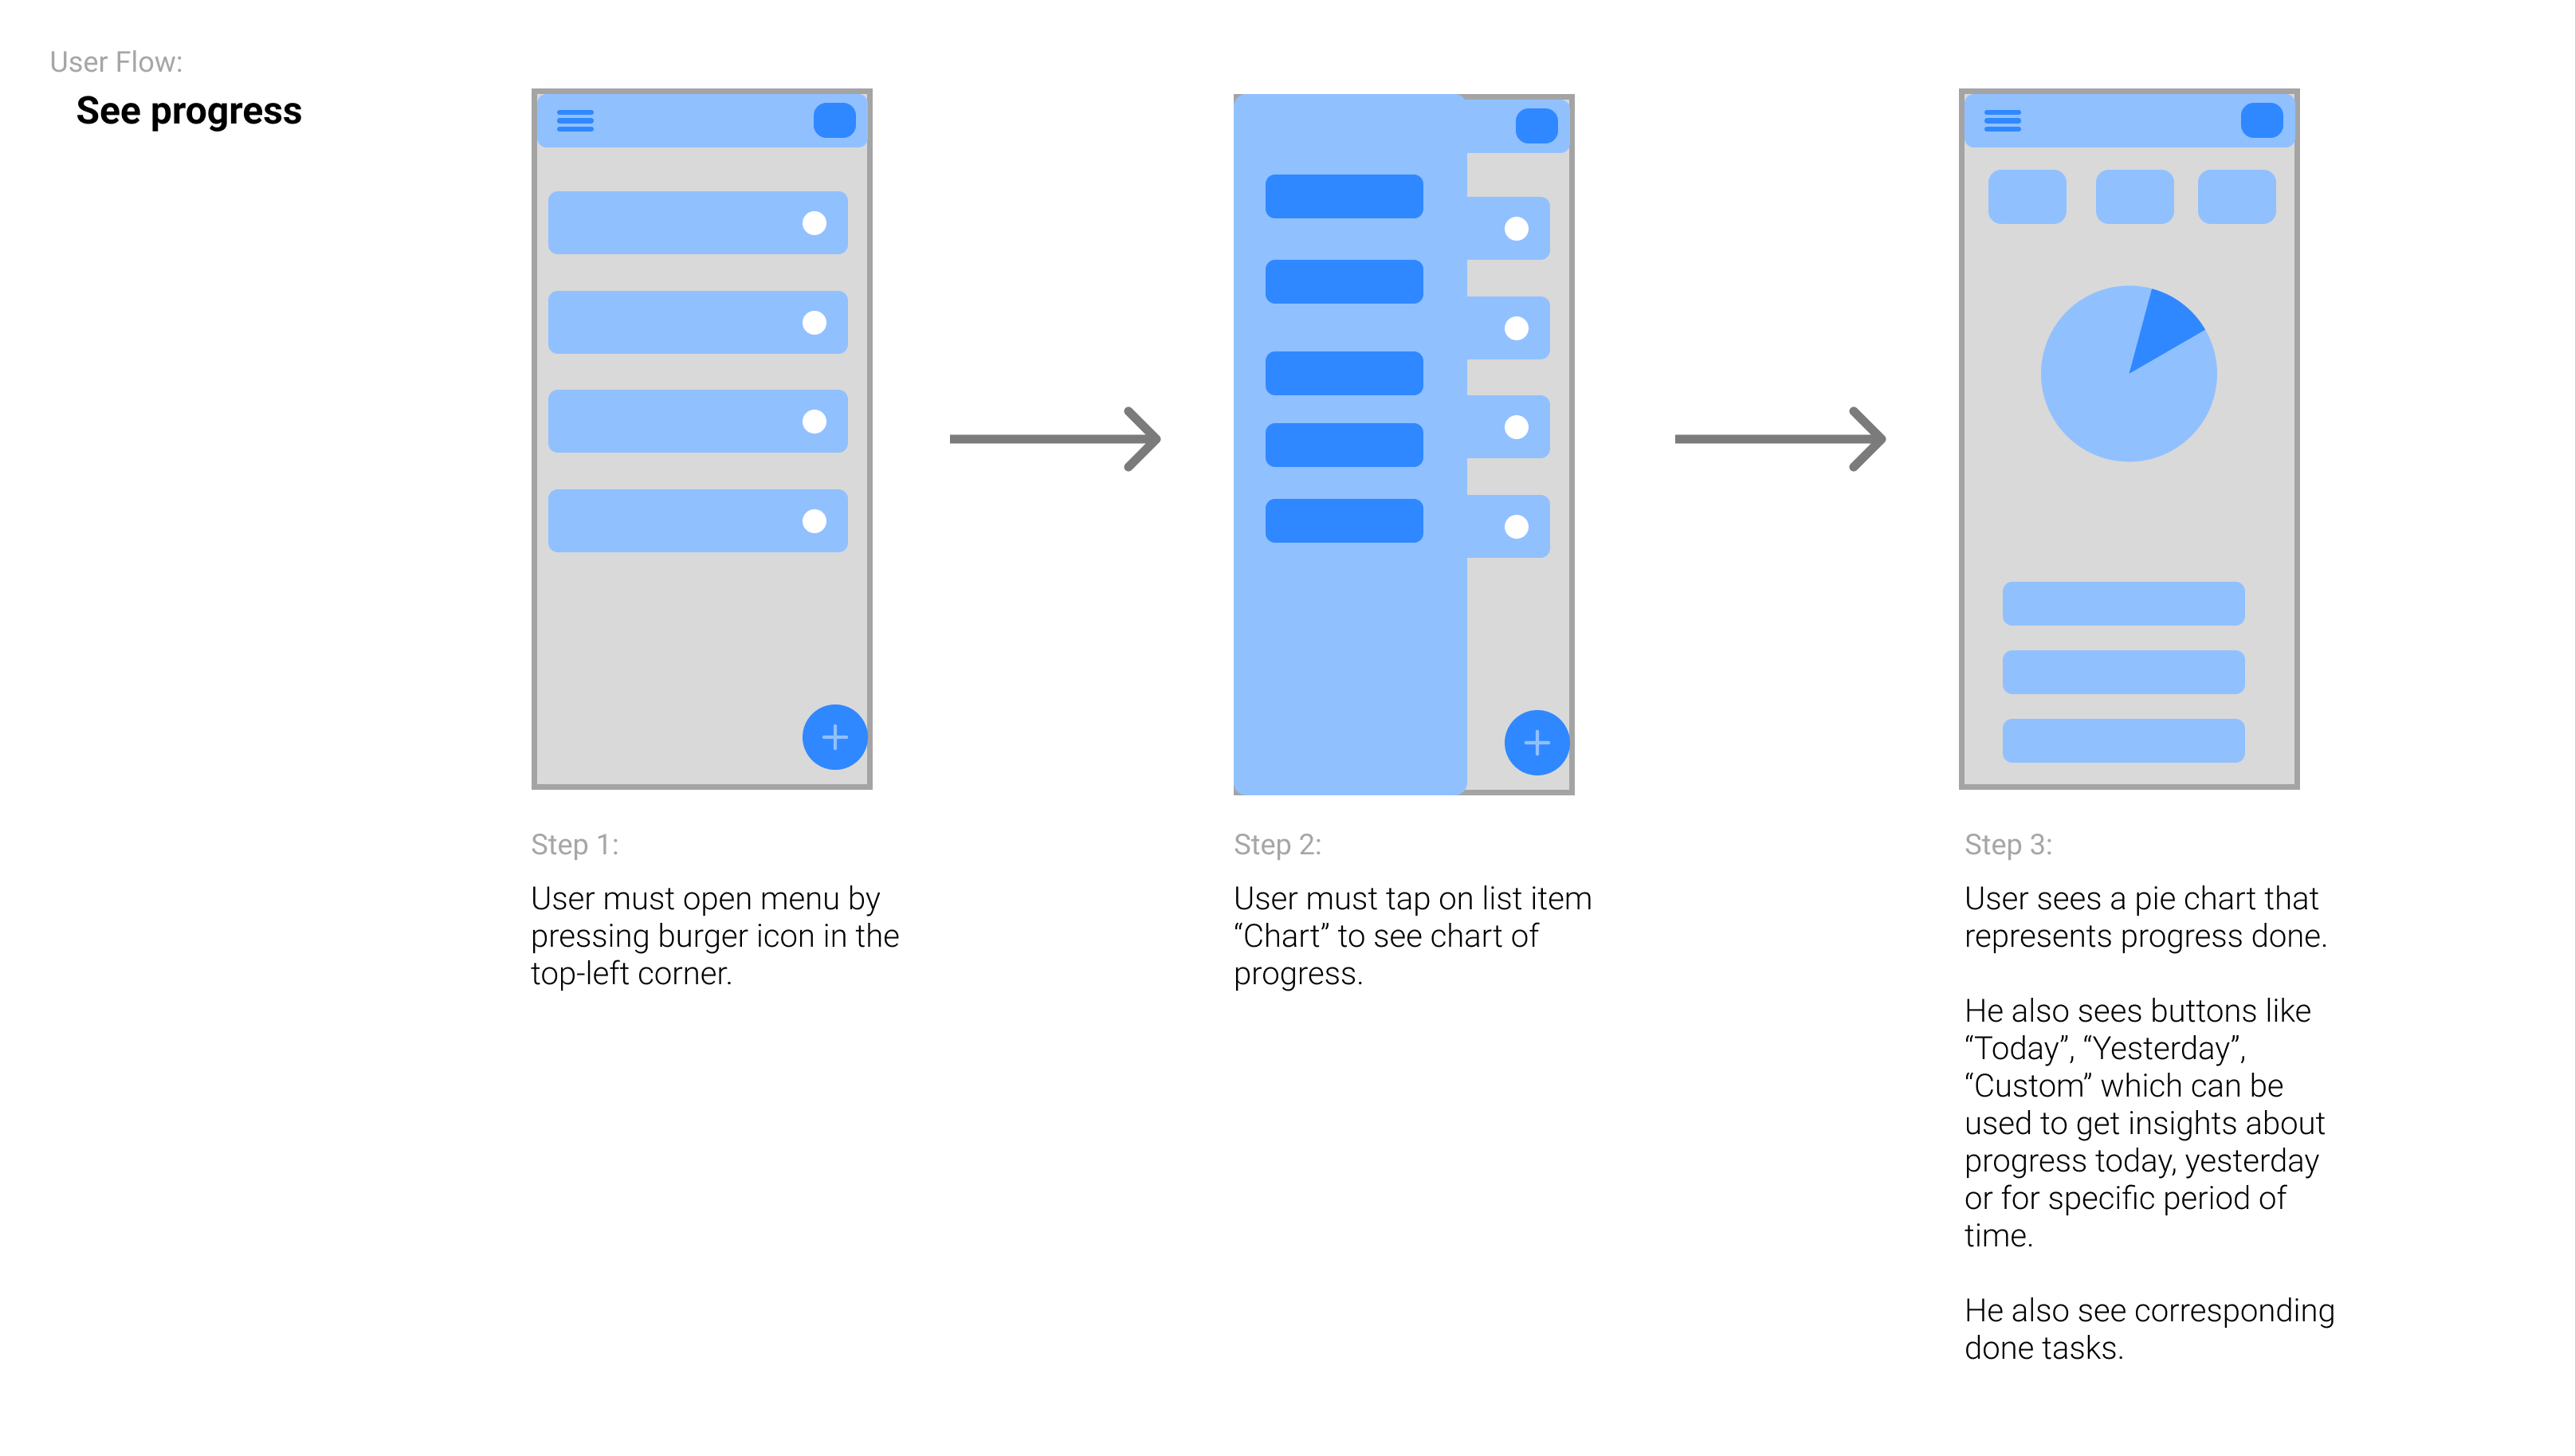 User Flow:
See progress
Step 1:
User must open menu by
pressing burger icon in the
top-left corner.
Step 2:
User must tap on list item
“Chart” to see chart of
progress.
Step 3:
User sees a pie chart that
represents progress done.
He also sees buttons like
“Today”, “Yesterday”,
“Custom” which can be
used to get insights about
progress today, yesterday
or for specific period of
time.
He also see corresponding
done tasks.